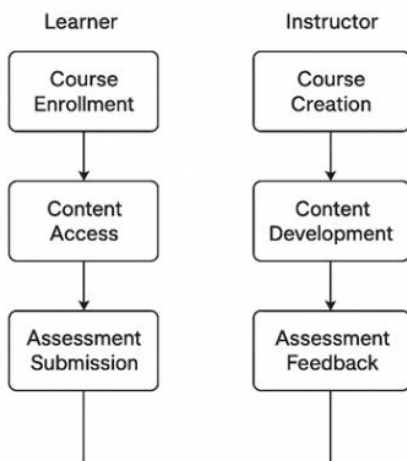 Learner
Course
Enrollment
Content
Access
Assessment
Submission
Instructor
Course
Creation
Content
Development
Assessment
Feedback